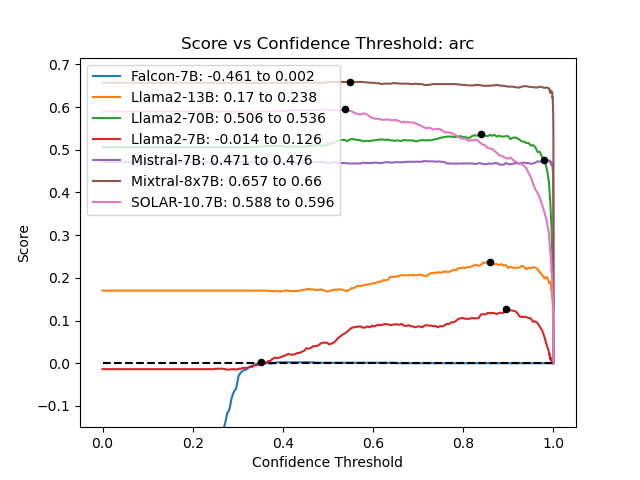 Score vs Confidence Threshold: arc
0.7
0.6
0.5
0.4
0.3
0.2
0.1
0.0
−0.1
Score
Falcon-7B: -0.461 to 0.002
Llama2-13B: 0.17 to 0.238
Llama2-70B: 0.506 to 0.536
Llama2-7B: -0.014 to 0.126
Mistral-7B: 0.471 to 0.476
Mixtral-8x7B: 0.657 to 0.66
SOLAR-10.7B: 0.588 to 0.596
0.0 0.2 0.4 0.6 0.8 1.0
Confidence Threshold